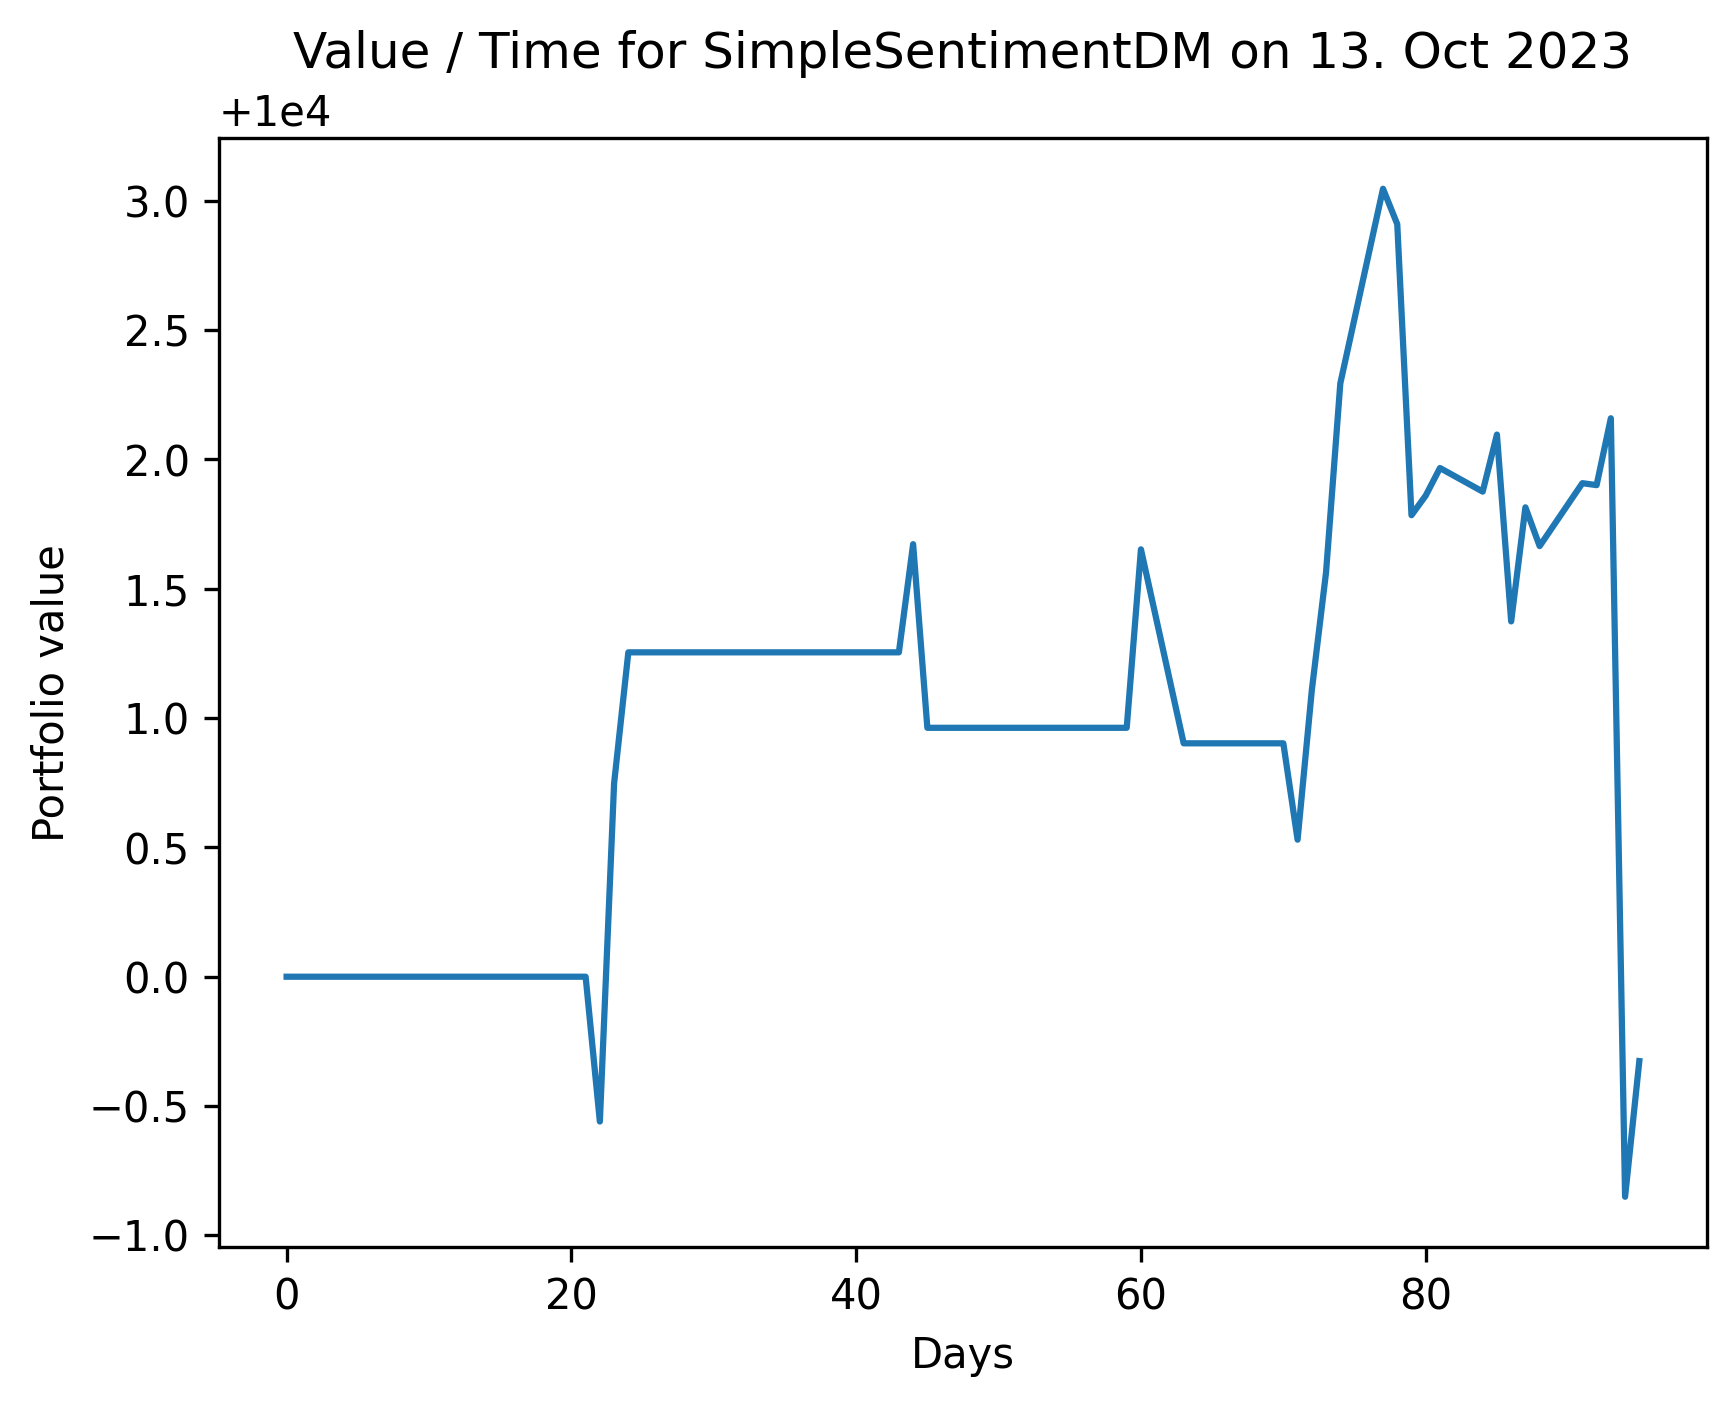 Value / Time for SimpleSentimentDM on 13. Oct 2023
+1e4
3.0
2.5
2.0
1.5
1.0
0.5
0.0
−0.5
−1.0
Portfolio value
0 20 40 60 80
Days